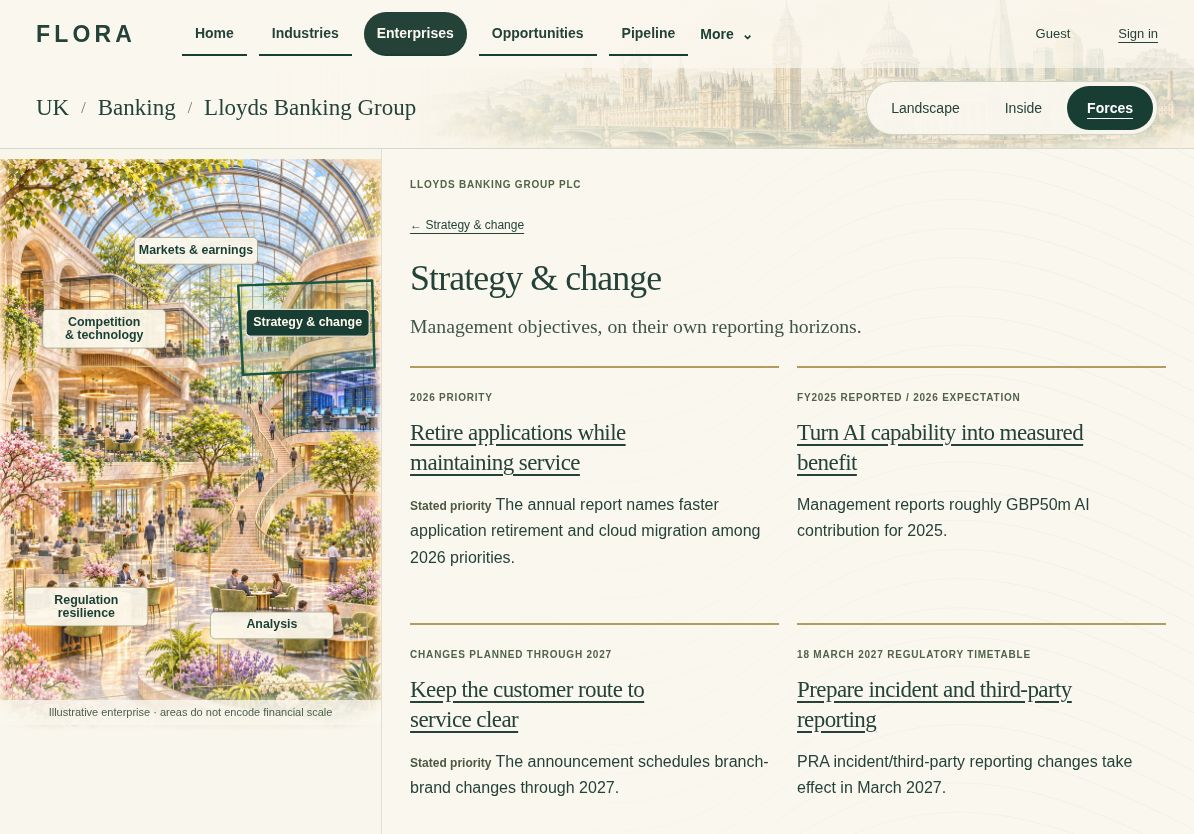 FLORA
Home
Industries
Enterprises
Opportunities
Pipeline
More
Guest
Sign in
UK / Banking / Lloyds Banking Group
Landscape
Inside
Forces
Markets & earnings
Competition
& technology
Strategy & change
Regulation
resilience
Analysis
Illustrative enterprise · areas do not encode financial scale
LLOYDS BANKING GROUP PLC
← Strategy & change
Strategy & change
Management objectives, on their own reporting horizons.
2026 PRIORITY
Retire applications while
maintaining service
Stated priority The annual report names faster
application retirement and cloud migration among
2026 priorities.
FY2025 REPORTED / 2026 EXPECTATION
Turn AI capability into measured
benefit
Management reports roughly GBP50m AI
contribution for 2025.
CHANGES PLANNED THROUGH 2027
Keep the customer route to
service clear
Stated priority The announcement schedules branch-
brand changes through 2027.
18 MARCH 2027 REGULATORY TIMETABLE
Prepare incident and third-party
reporting
PRA incident/third-party reporting changes take
effect in March 2027.